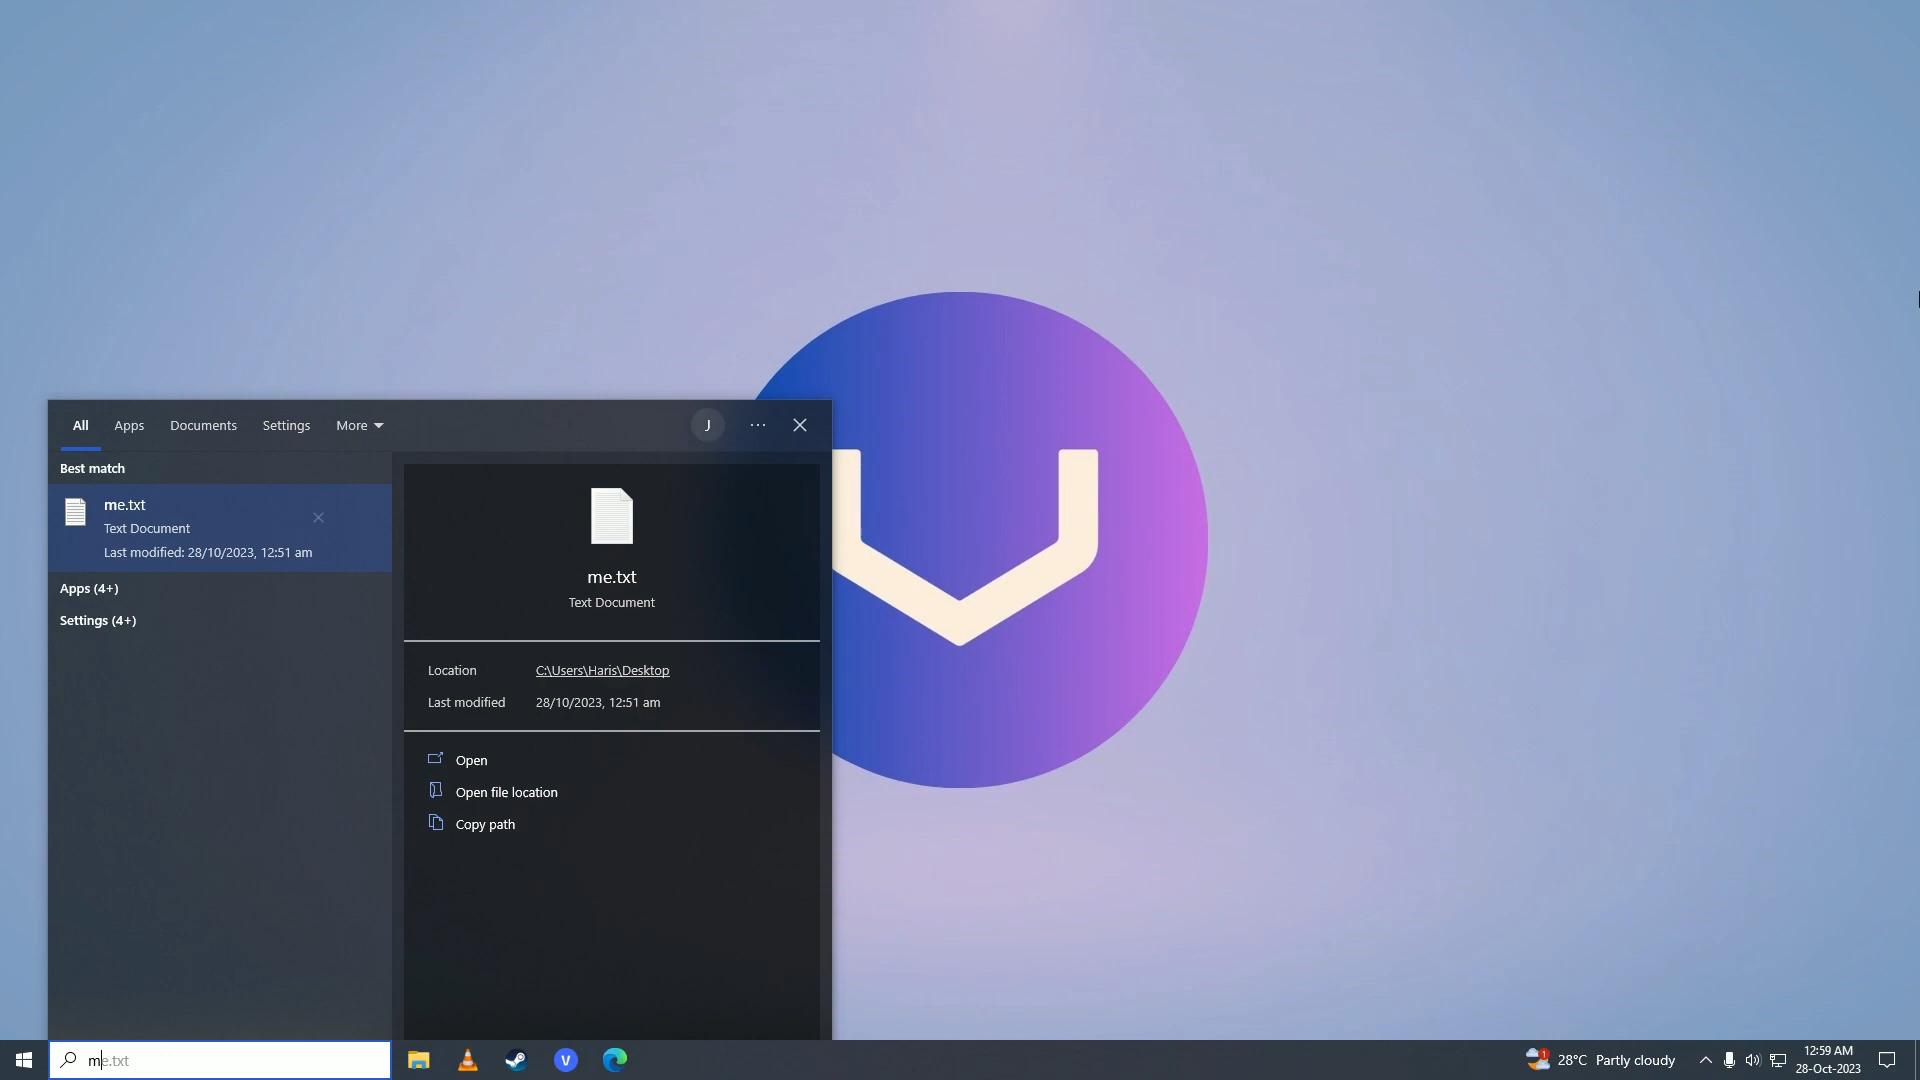 All Apps Documents Settings More J
Best match
me.txt
Text Document
Last modified: 28/10/2023, 12:51 am
Apps (4+)
Settings (4+)
me.txt
Text Document
Location C:\Users\Haris\Desktop
Last modified 28/10/2023, 12:51 am
Open
Open file location
Copy path
me.txt
V
1
28°C Partly cloudy
12:59 AM
28-Oct-2023